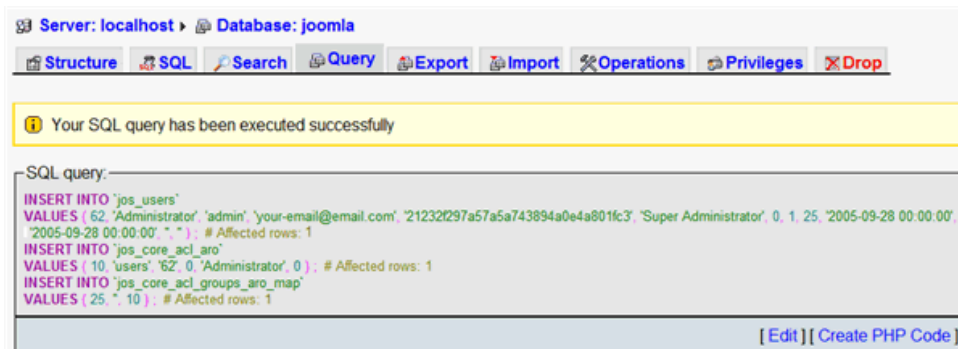 Server: localhost ▸ Database: joomla
Structure SQL Search Query Export Import Operations Privileges Drop
Your SQL query has been executed successfully
SQL query:
INSERT INTO `jos_users`
VALUES ( 62, 'Administrator', 'admin', 'your-email@email.com', '21232f297a57a5a743894a0e4a801fc3', 'Super Administrator', 0, 1, 25, '2005-09-28 00:00:00',
'2005-09-28 00:00:00', '', '' ) ; # Affected rows: 1
INSERT INTO `jos_core_acl_aro`
VALUES ( 10, 'users', '62', 0, 'Administrator', 0 ) ; # Affected rows: 1
INSERT INTO `jos_core_acl_groups_aro_map`
VALUES ( 25, '', 10 ) ; # Affected rows: 1
[ Edit ] [ Create PHP Code ]